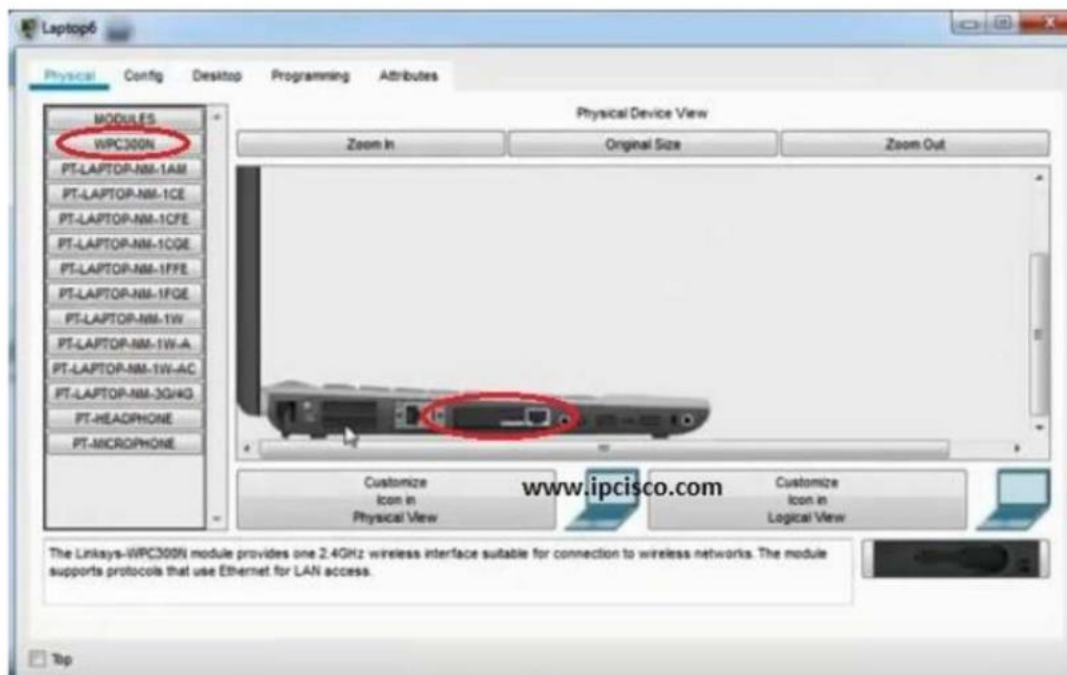 Laptop6
Physical Config Desktop Programming Attributes
MODULES
WPC300N
PT-LAPTOP-NM-1AM
PT-LAPTOP-NM-1CE
PT-LAPTOP-NM-1CFE
PT-LAPTOP-NM-1CGE
PT-LAPTOP-NM-1FFE
PT-LAPTOP-NM-1FGE
PT-LAPTOP-NM-1W
PT-LAPTOP-NM-1W-A
PT-LAPTOP-NM-1W-AC
PT-LAPTOP-NM-3G/4G
PT-HEADPHONE
PT-MICROPHONE
Physical Device View
Zoom In Original Size Zoom Out
Customize
Icon in
Physical View
www.ipcisco.com
Customize
Icon in
Logical View
The Linksys-WPC300N module provides one 2.4GHz wireless interface suitable for connection to wireless networks. The module
supports protocols that use Ethernet for LAN access.
Top